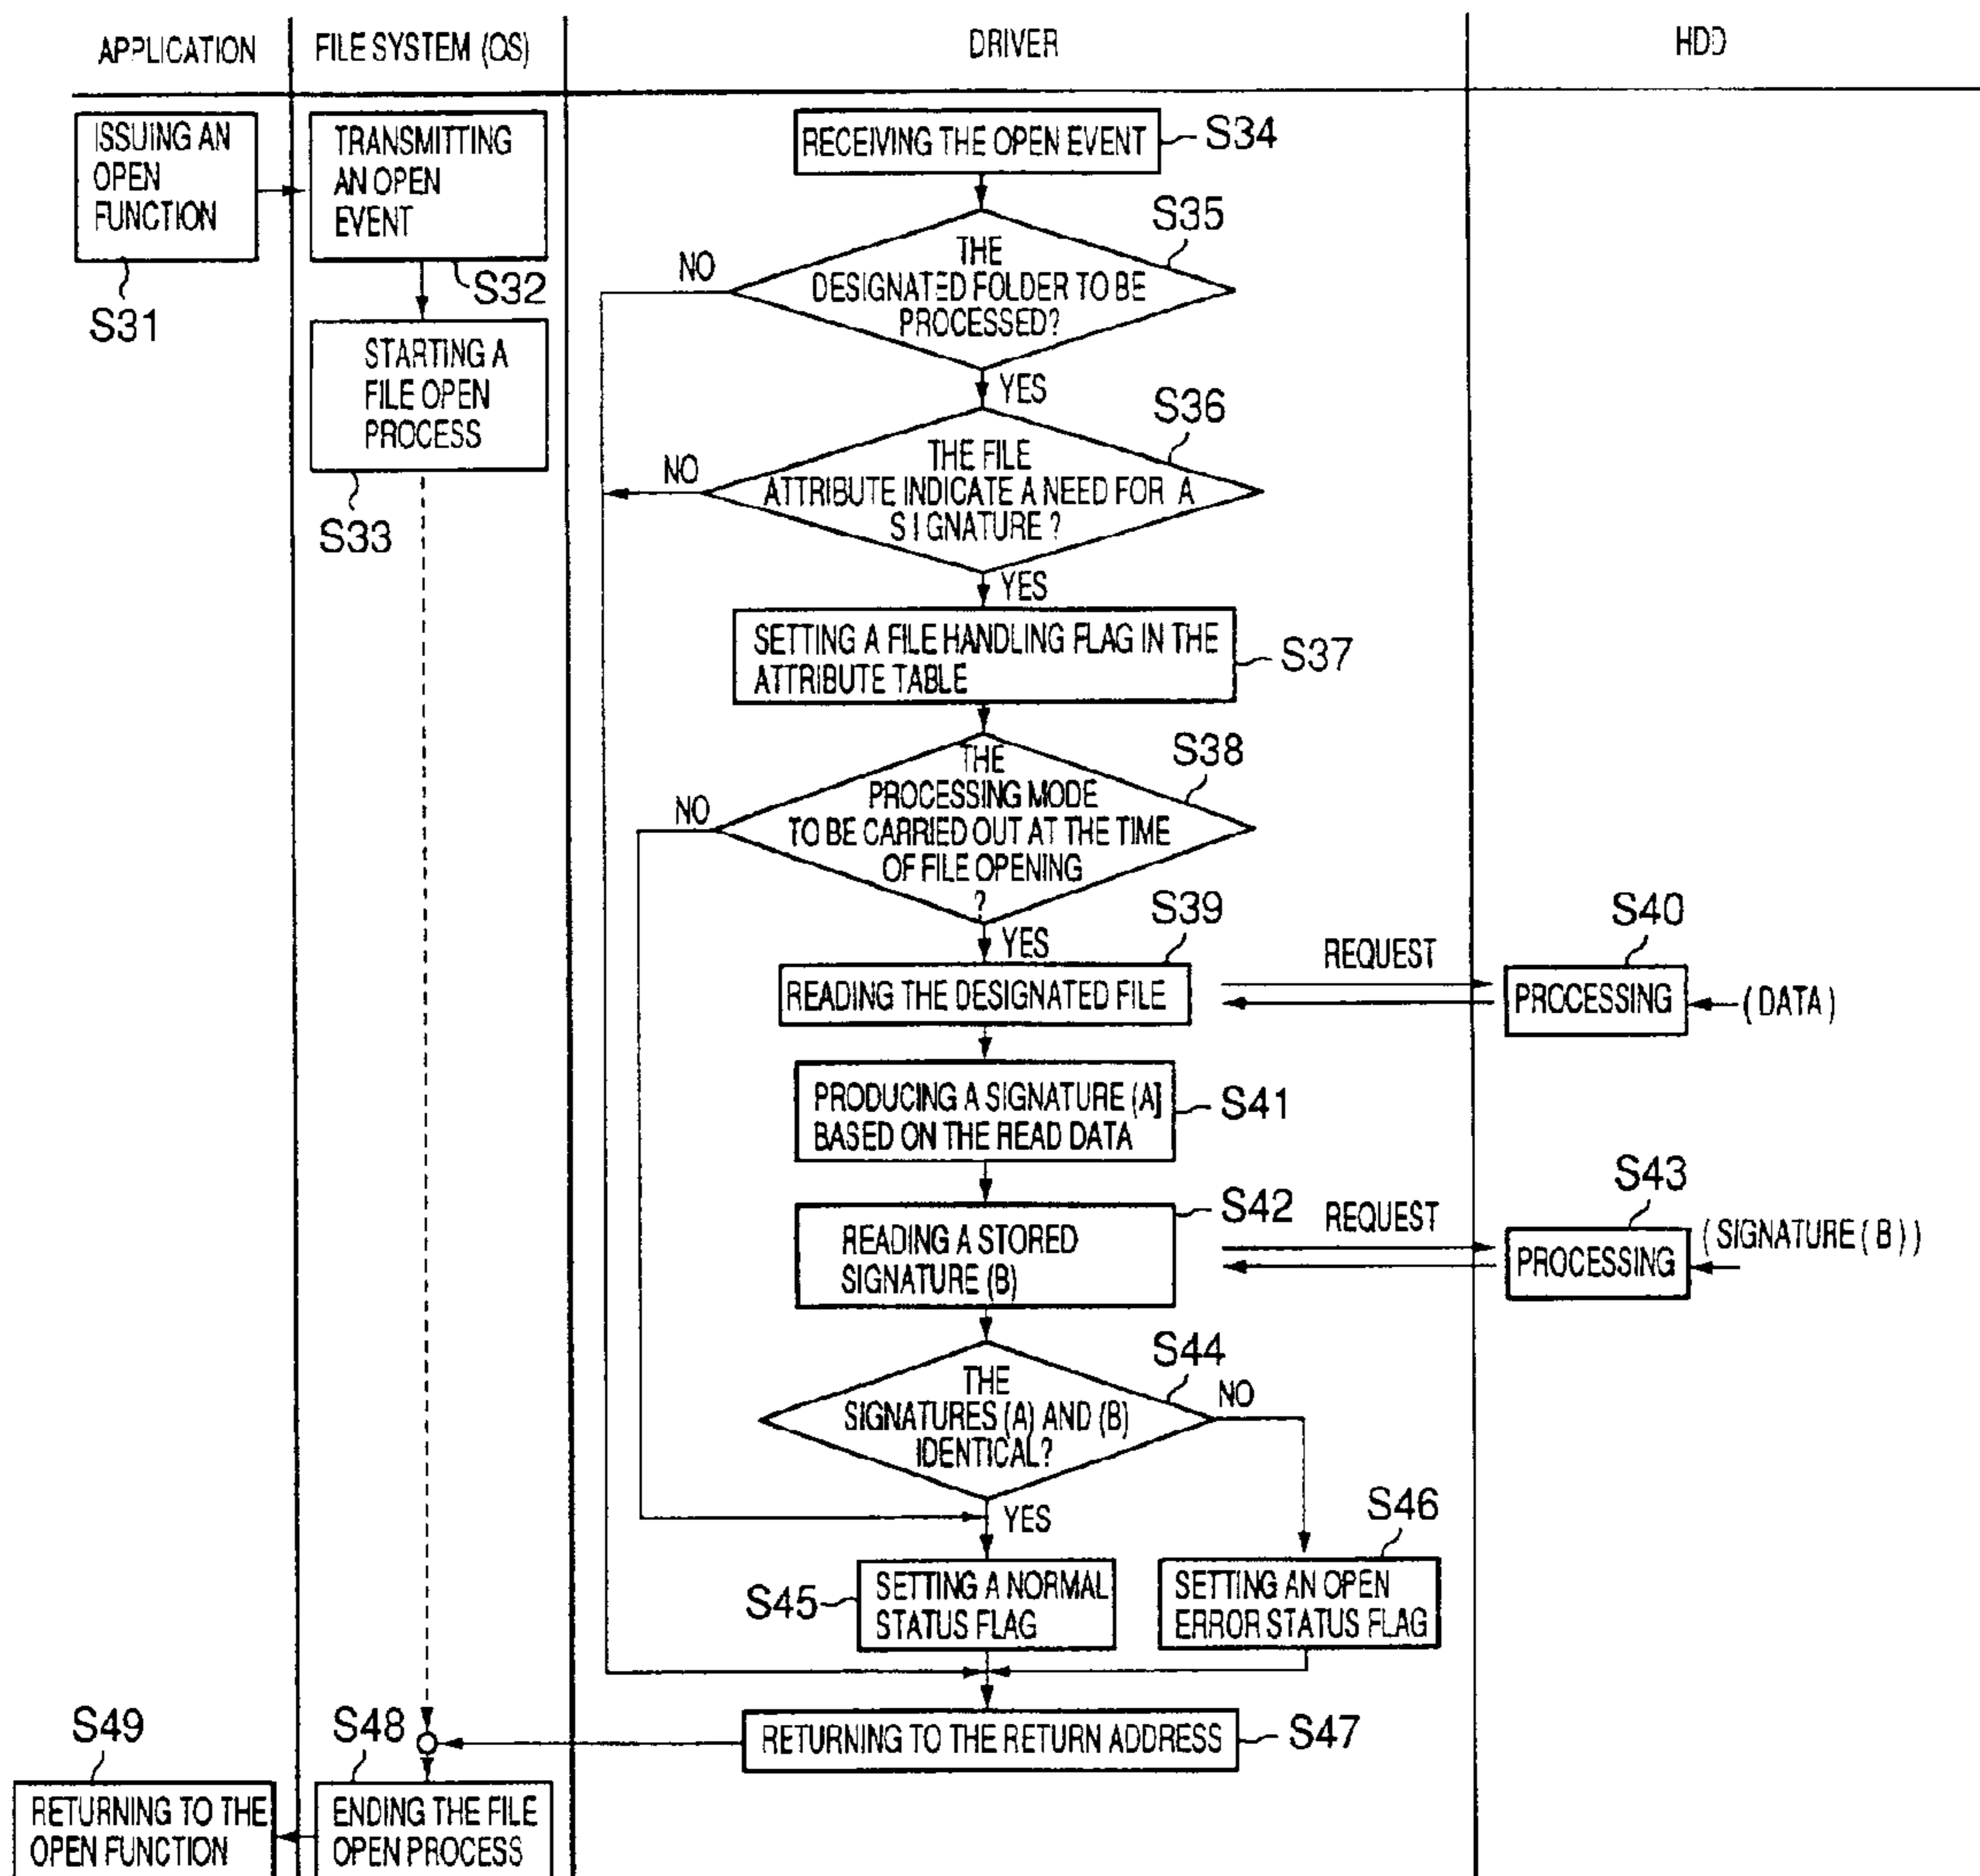 APPLICATION
FILE SYSTEM (OS)
DRIVER
HDD
ISSUING AN
OPEN
FUNCTION
S31
TRANSMITTING
AN OPEN
EVENT
S32
STARTING A
FILE OPEN
PROCESS
S33
RECEIVING THE OPEN EVENT
S34
S35
THE
DESIGNATED FOLDER TO BE
PROCESSED?
NO
YES
S36
THE FILE
ATTRIBUTE INDICATE A NEED FOR A
SIGNATURE ?
NO
YES
SETTING A FILE HANDLING FLAG IN THE
ATTRIBUTE TABLE
S37
S38
THE
PROCESSING MODE
TO BE CARRIED OUT AT THE TIME
OF FILE OPENING
?
NO
YES
S39
READING THE DESIGNATED FILE
REQUEST
S40
PROCESSING
(DATA)
PRODUCING A SIGNATURE (A]
BASED ON THE READ DATA
S41
S42
READING A STORED
SIGNATURE (B)
REQUEST
S43
PROCESSING
(SIGNATURE(B))
S44
THE
SIGNATURES (A) AND (B)
IDENTICAL?
NO
YES
S45
SETTING A NORMAL
STATUS FLAG
S46
SETTING AN OPEN
ERROR STATUS FLAG
RETURNING TO THE RETURN ADDRESS
S47
S48
ENDING THE FILE
OPEN PROCESS
S49
RETURNING TO THE
OPEN FUNCTION